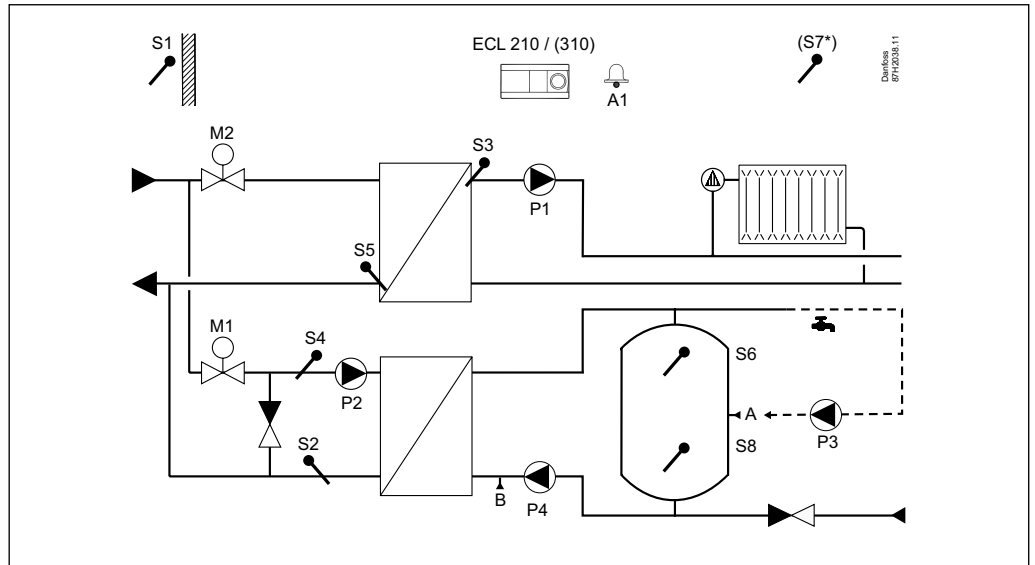 S1
ECL 210 / (310)
(S7*)
Danfoss
87H2038.11
A1
M2
S3
P1
S5
M1
S4
P2
S6
A
P3
S8
S2
B
P4